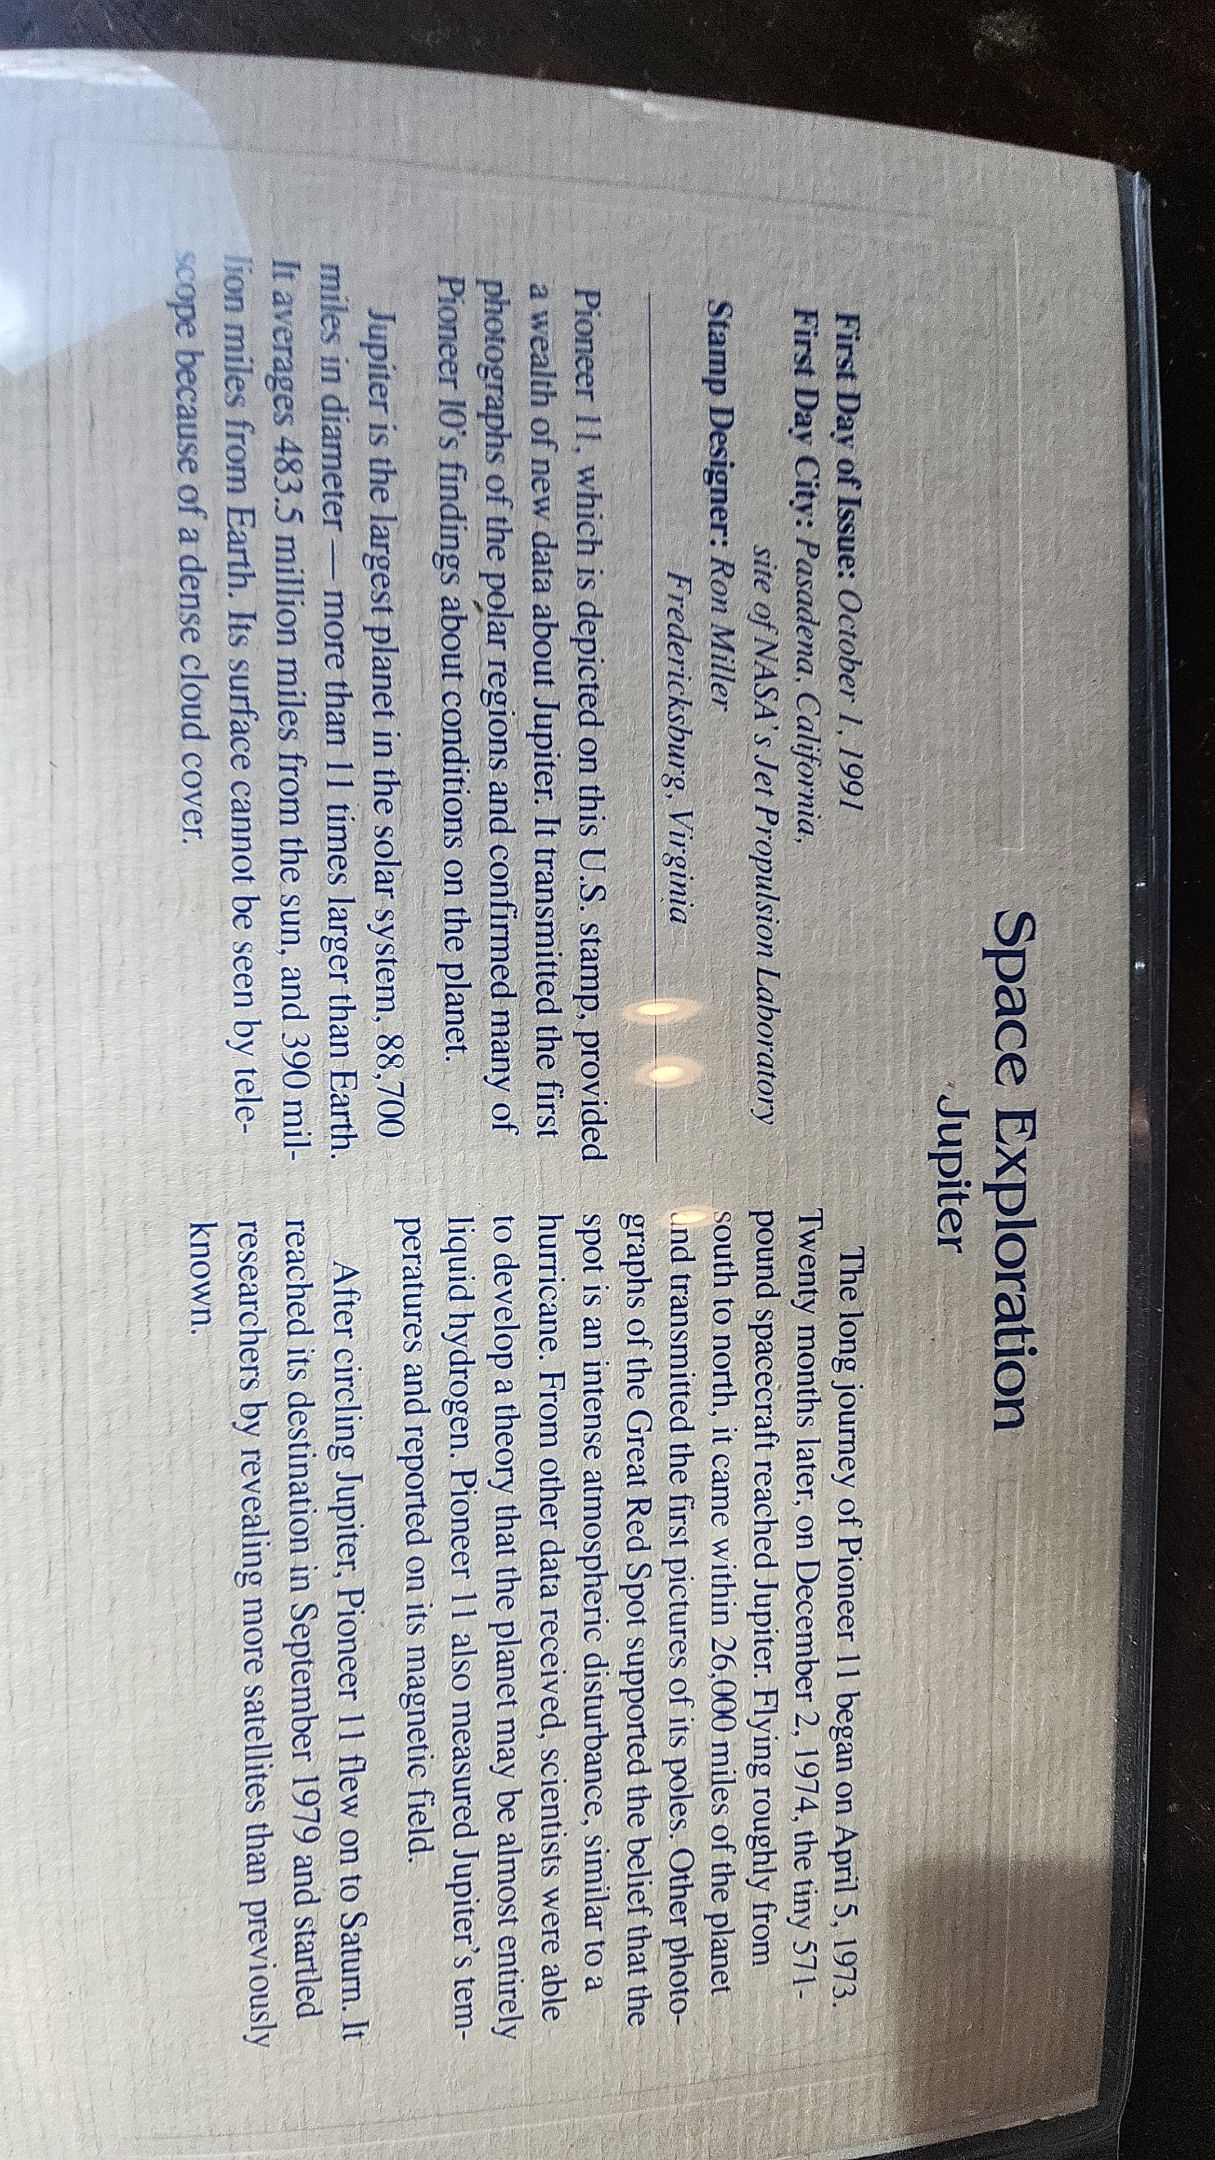 Space Exploration
Jupiter
First Day of Issue: October 1, 1991
First Day City: Pasadena, California,
site of NASA's Jet Propulsion Laboratory
Stamp Designer: Ron Miller
Fredericksburg, Virginia
Pioneer 11, which is depicted on this U.S. stamp, provided
a wealth of new data about Jupiter. It transmitted the first
photographs of the polar regions and confirmed many of
Pioneer 10's findings about conditions on the planet.
Jupiter is the largest planet in the solar system, 88,700
miles in diameter — more than 11 times larger than Earth.
It averages 483.5 million miles from the sun, and 390 mil-
lion miles from Earth. Its surface cannot be seen by tele-
scope because of a dense cloud cover.
The long journey of Pioneer 11 began on April 5, 1973.
Twenty months later, on December 2, 1974, the tiny 571-
pound spacecraft reached Jupiter. Flying roughly from
south to north, it came within 26,000 miles of the planet
and transmitted the first pictures of its poles. Other photo-
graphs of the Great Red Spot supported the belief that the
spot is an intense atmospheric disturbance, similar to a
hurricane. From other data received, scientists were able
to develop a theory that the planet may be almost entirely
liquid hydrogen. Pioneer 11 also measured Jupiter's tem-
peratures and reported on its magnetic field.
After circling Jupiter, Pioneer 11 flew on to Saturn. It
reached its destination in September 1979 and startled
researchers by revealing more satellites than previously
known.